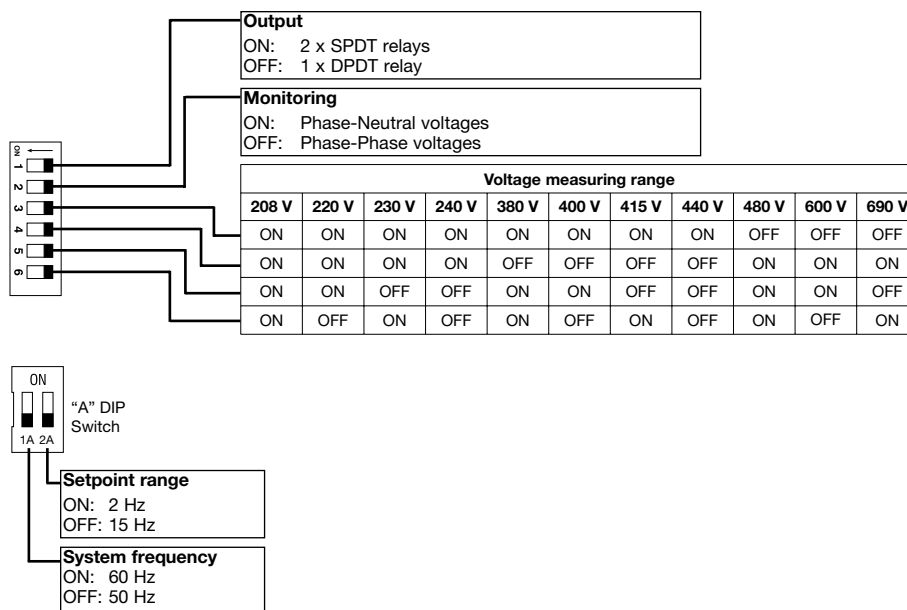 Output
ON: 2 x SPDT relays
OFF: 1 x DPDT relay
Monitoring
ON: Phase-Neutral voltages
OFF: Phase-Phase voltages
ON
1
2
3
4
5
6
Voltage measuring range
208 V 220 V 230 V 240 V 380 V 400 V 415 V 440 V 480 V 600 V 690 V
ON ON ON ON ON ON ON ON OFF OFF OFF
ON ON ON ON OFF OFF OFF OFF ON ON ON
ON ON OFF OFF ON ON OFF OFF ON ON OFF
ON OFF ON OFF ON OFF ON OFF ON OFF ON
ON
1A 2A
“A” DIP
Switch
Setpoint range
ON: 2 Hz
OFF: 15 Hz
System frequency
ON: 60 Hz
OFF: 50 Hz